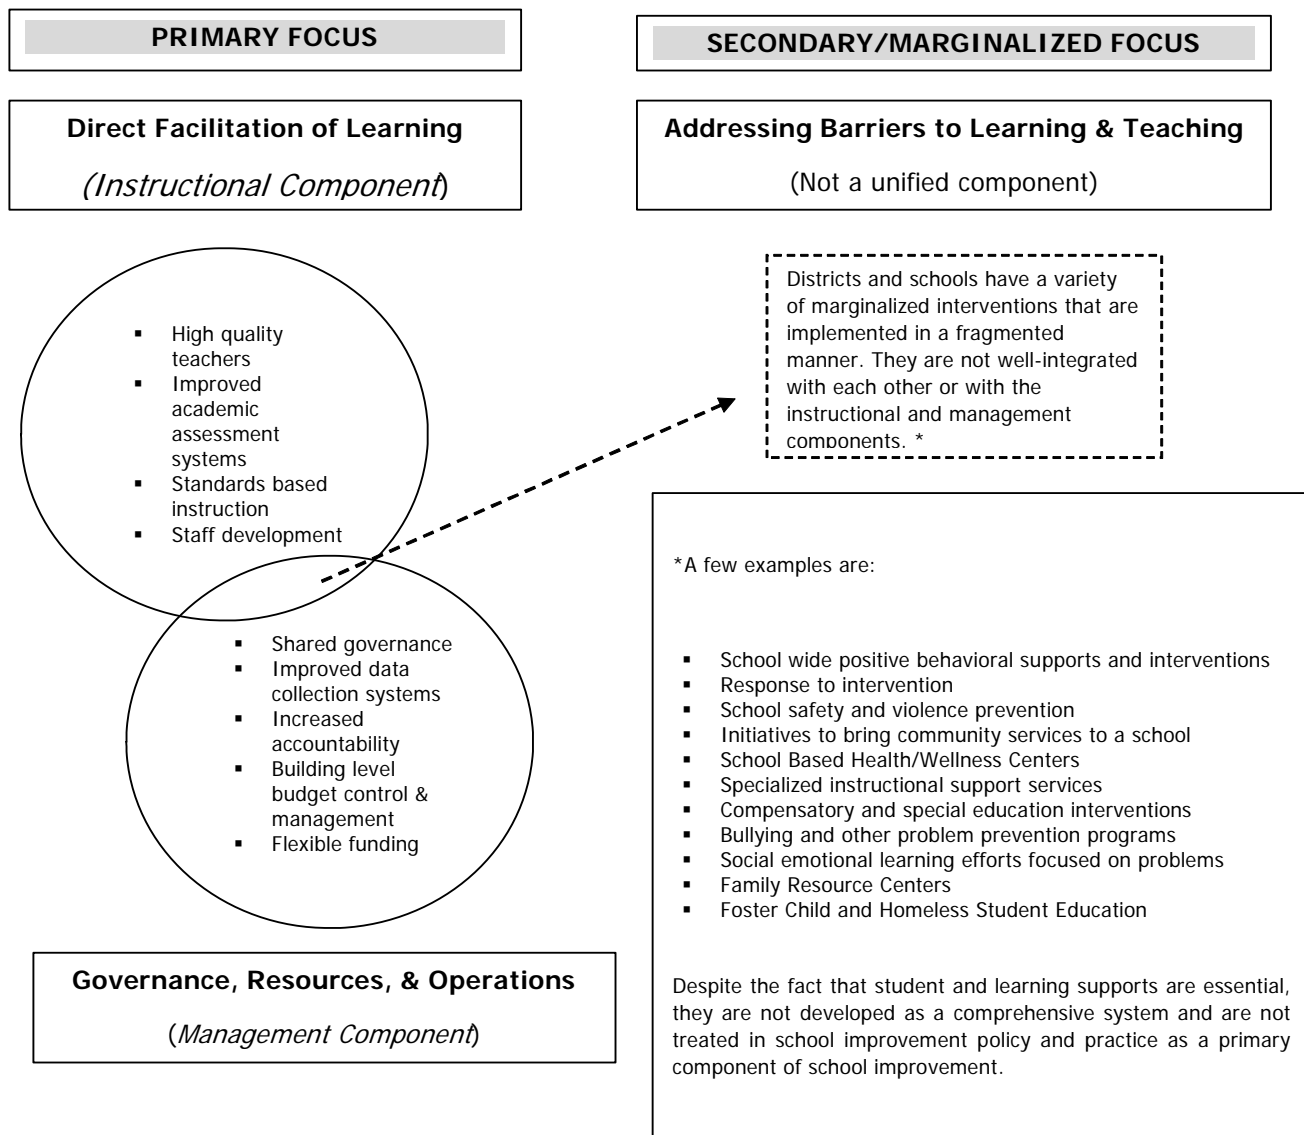 PRIMARY FOCUS
SECONDARY/MARGINALIZED FOCUS
Direct Facilitation of Learning
(Instructional Component)
Addressing Barriers to Learning & Teaching
(Not a unified component)
▪ High quality
teachers
▪ Improved
academic
assessment
systems
▪ Standards based
instruction
▪ Staff development
▪ Shared governance
▪ Improved data
collection systems
▪ Increased
accountability
▪ Building level
budget control &
management
▪ Flexible funding
Governance, Resources, & Operations
(Management Component)
Districts and schools have a variety
of marginalized interventions that are
implemented in a fragmented
manner. They are not well-integrated
with each other or with the
instructional and management
components. *
*A few examples are:
▪ School wide positive behavioral supports and interventions
▪ Response to intervention
▪ School safety and violence prevention
▪ Initiatives to bring community services to a school
▪ School Based Health/Wellness Centers
▪ Specialized instructional support services
▪ Compensatory and special education interventions
▪ Bullying and other problem prevention programs
▪ Social emotional learning efforts focused on problems
▪ Family Resource Centers
▪ Foster Child and Homeless Student Education
Despite the fact that student and learning supports are essential,
they are not developed as a comprehensive system and are not
treated in school improvement policy and practice as a primary
component of school improvement.